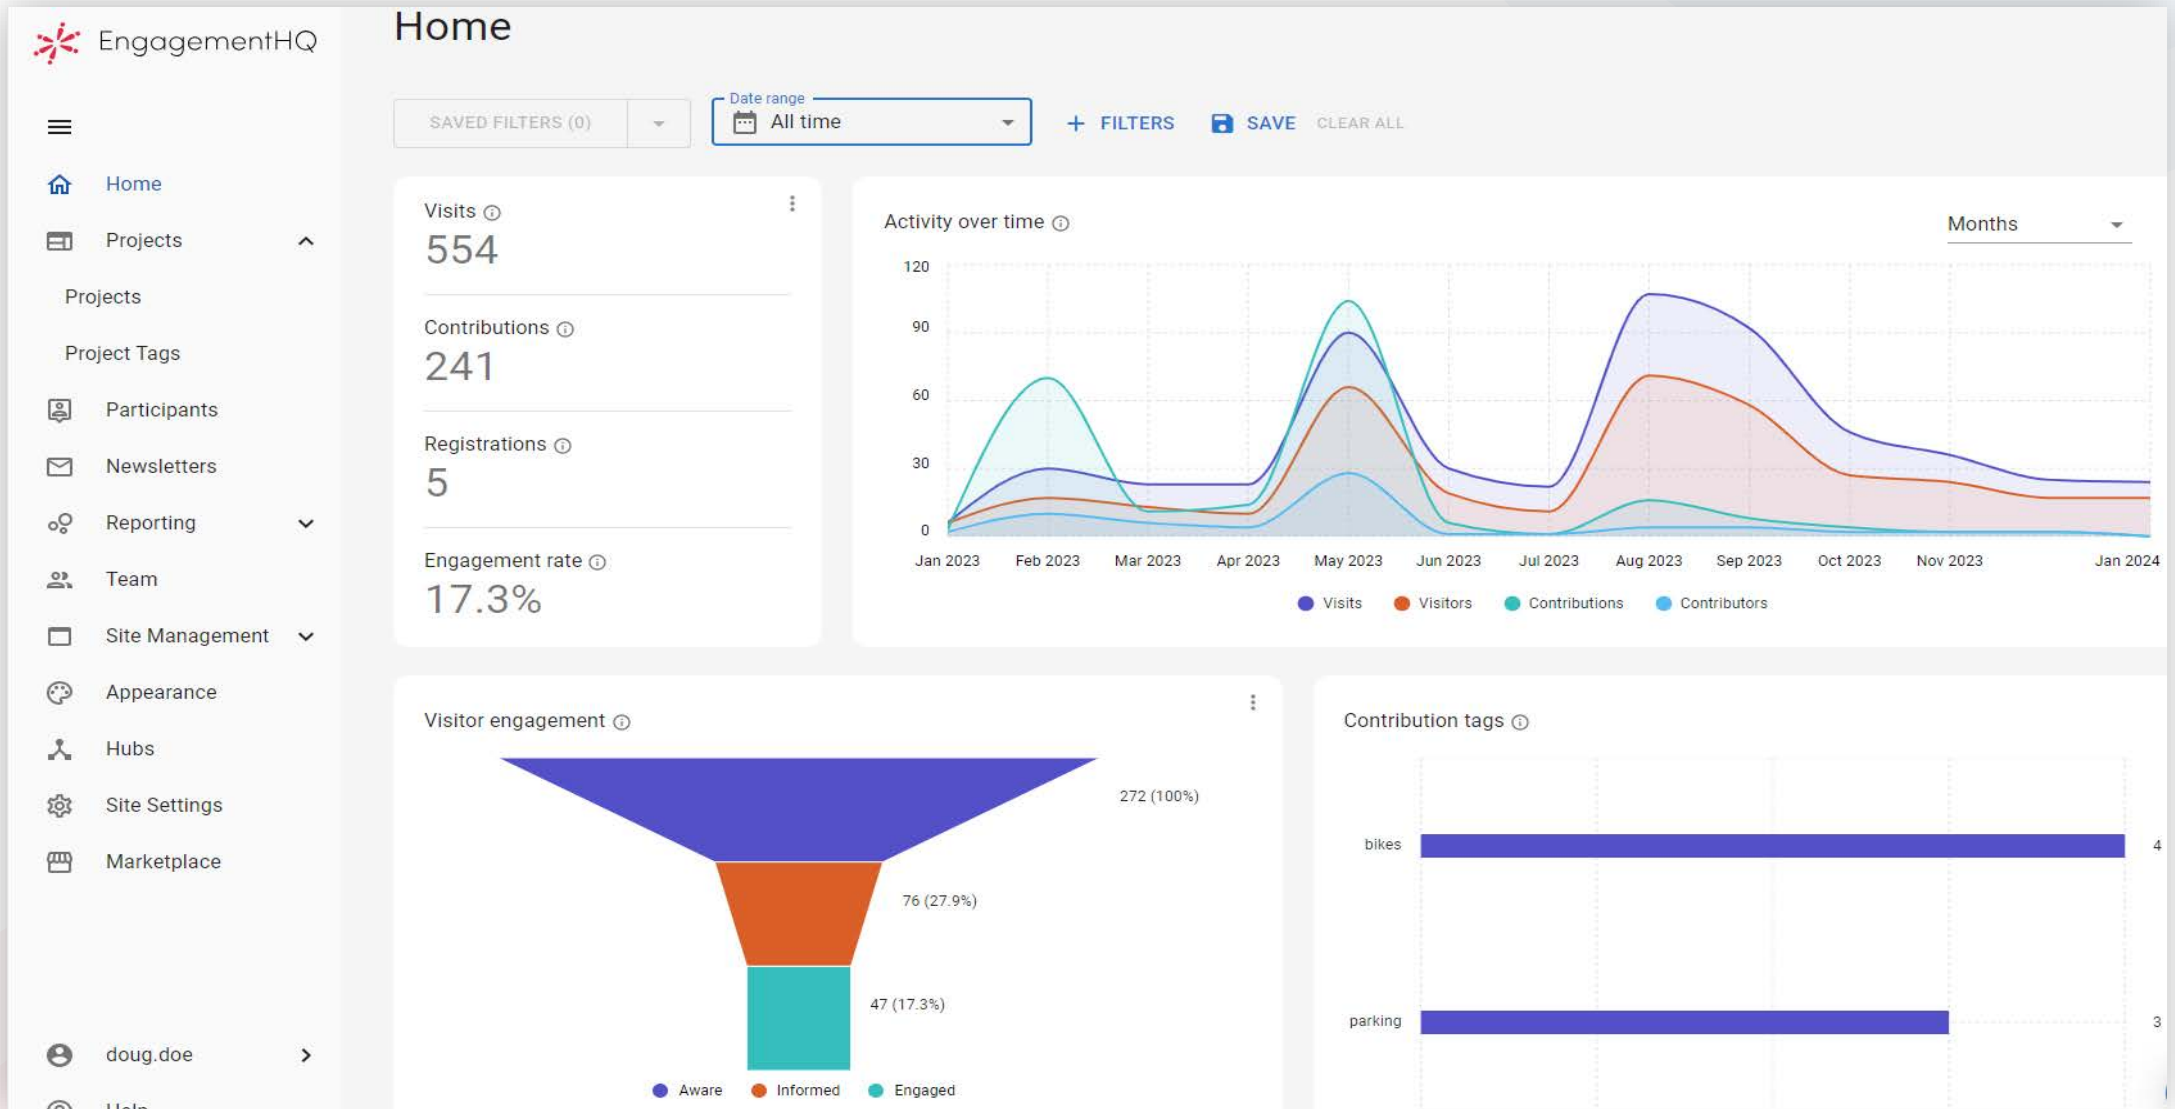 EngagementHQ
Home
Projects
Projects
Project Tags
Participants
Newsletters
Reporting
Team
Site Management
Appearance
Hubs
Site Settings
Marketplace
doug.doe
Home
SAVED FILTERS (0)
Date range
All time
+ FILTERS
SAVE
CLEAR ALL
Visits
554
Contributions
241
Registrations
5
Engagement rate
17.3%
Activity over time
Months
120
90
60
30
0
Jan 2023 Feb 2023 Mar 2023 Apr 2023 May 2023 Jun 2023 Jul 2023 Aug 2023 Sep 2023 Oct 2023 Nov 2023 Jan 2024
Visits Visitors Contributions Contributors
Visitor engagement
272 (100%)
76 (27.9%)
47 (17.3%)
Aware Informed Engaged
Contribution tags
bikes 4
parking 3